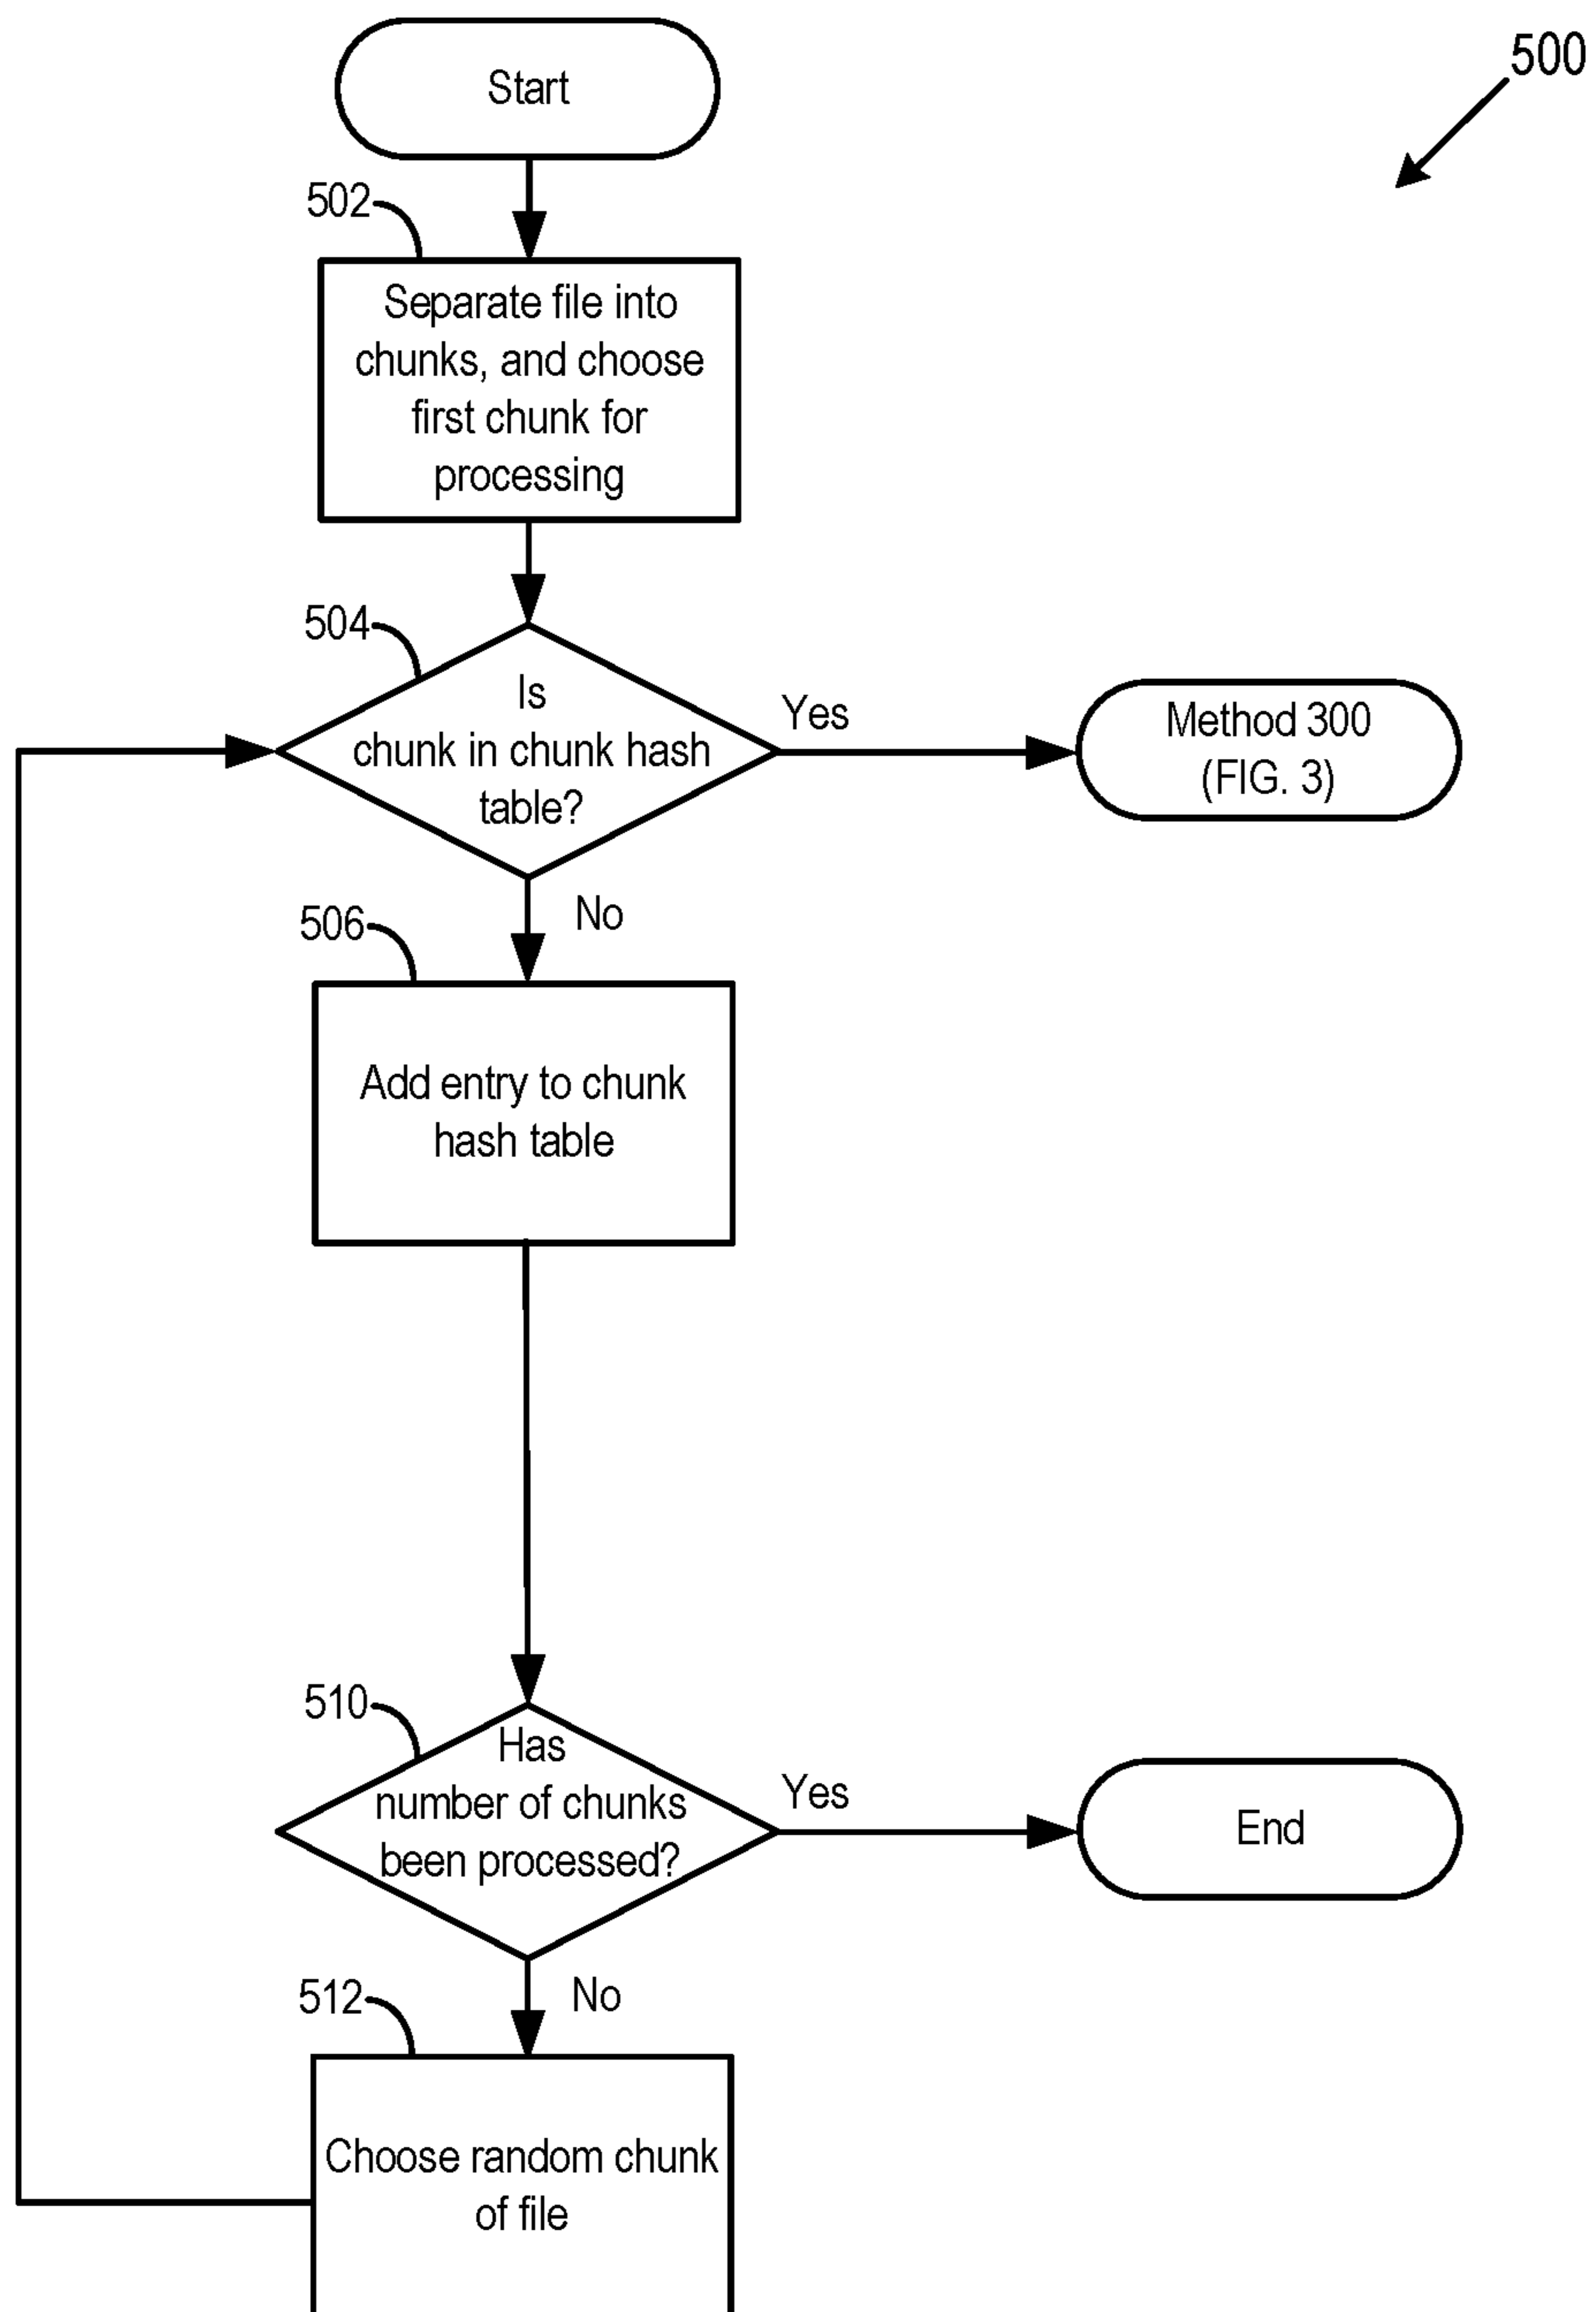 500
Start
502
Separate file into
chunks, and choose
first chunk for
processing
504
Is
chunk in chunk hash
table?
Yes
Method 300
(FIG. 3)
No
506
Add entry to chunk
hash table
510
Has
number of chunks
been processed?
Yes
End
No
512
Choose random chunk
of file